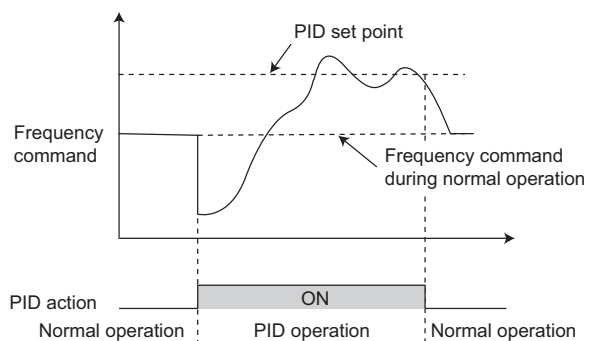 PID set point
Frequency
command
Frequency command
during normal operation
PID action
ON
Normal operation
PID operation
Normal operation